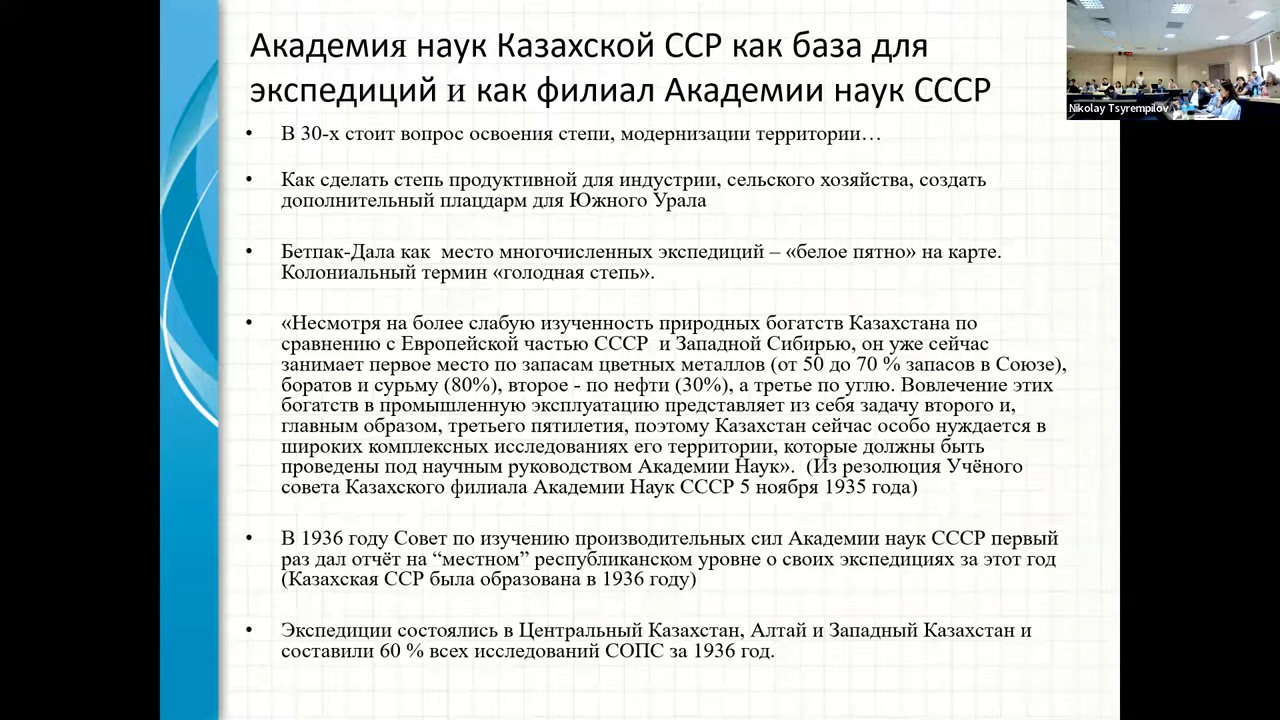 Академия наук Казахской ССР как база для
экспедиций и как филиал Академии наук СССР
Nikolay Tsyrempilov
• В 30-х стоит вопрос освоения степи, модернизации территории…
• Как сделать степь продуктивной для индустрии, сельского хозяйства, создать
дополнительный плацдарм для Южного Урала
• Бетпак-Дала как место многочисленных экспедиций – «белое пятно» на карте.
Колониальный термин «голодная степь».
• «Несмотря на более слабую изученность природных богатств Казахстана по
сравнению с Европейской частью СССР и Западной Сибирью, он уже сейчас
занимает первое место по запасам цветных металлов (от 50 до 70 % запасов в Союзе),
боратов и сурьму (80%), второе - по нефти (30%), а третье по углю. Вовлечение этих
богатств в промышленную эксплуатацию представляет из себя задачу второго и,
главным образом, третьего пятилетия, поэтому Казахстан сейчас особо нуждается в
широких комплексных исследованиях его территории, которые должны быть
проведены под научным руководством Академии Наук». (Из резолюция Учёного
совета Казахского филиала Академии Наук СССР 5 ноября 1935 года)
• В 1936 году Совет по изучению производительных сил Академии наук СССР первый
раз дал отчёт на “местном” республиканском уровне о своих экспедициях за этот год
(Казахская ССР была образована в 1936 году)
• Экспедиции состоялись в Центральный Казахстан, Алтай и Западный Казахстан и
составили 60 % всех исследований СОПС за 1936 год.